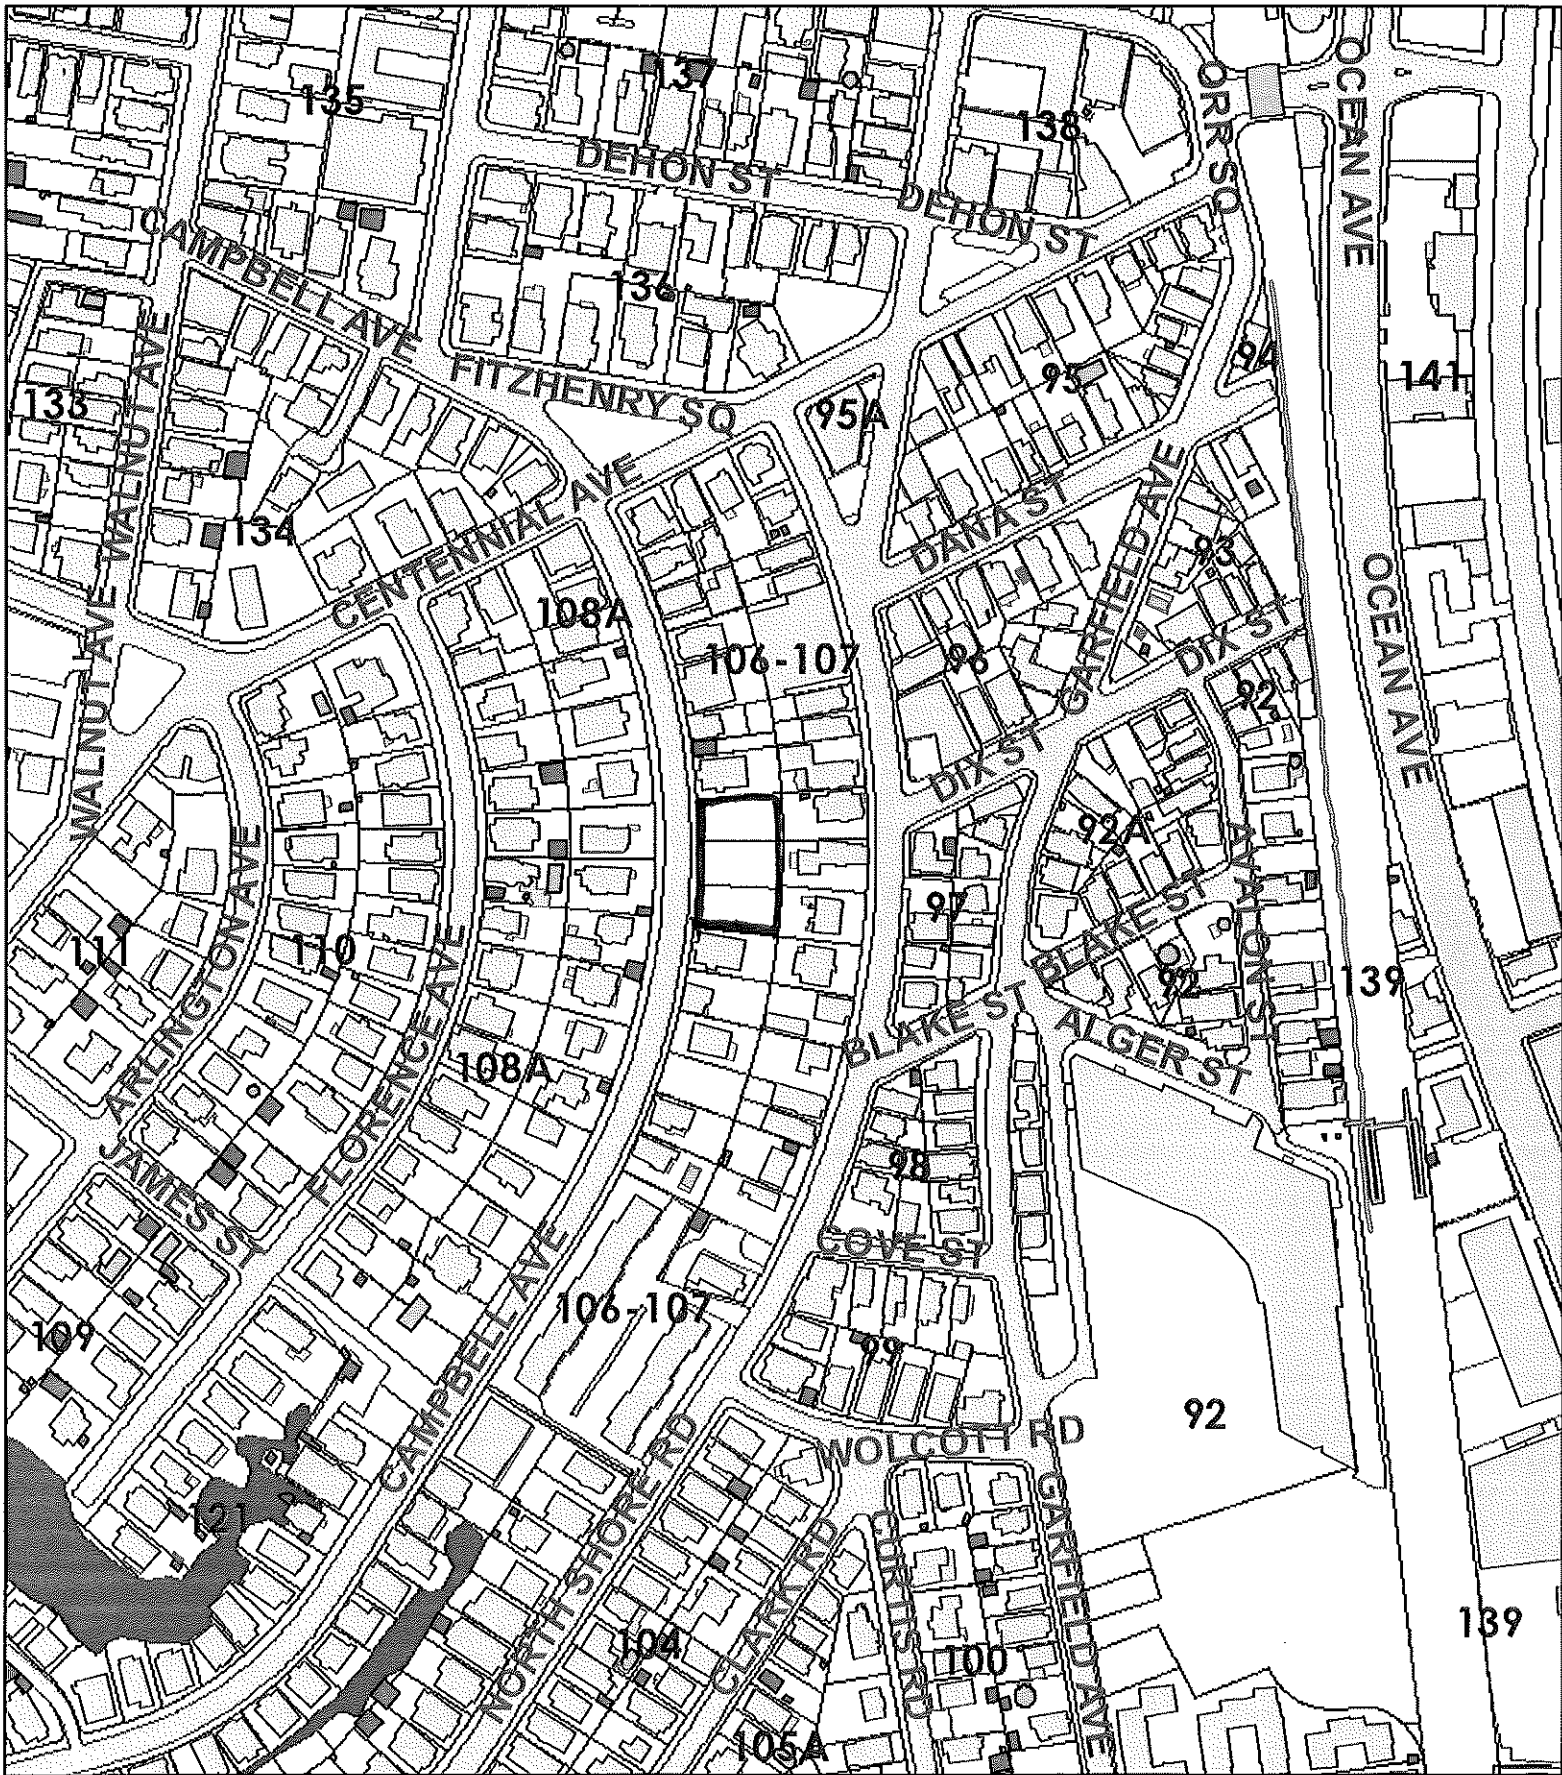 137
135
138
ORR SQ
OCEAN AVE
DEHON ST
DEHON ST
CAMPBELL AVE
136
94
95
141
FITZHENRY SQ
133
95A
WALNUT AVE
CENTENNIAL AVE
134
DANA ST
GARFIELD AVE
93
108A
WALNUT AVE
DIX ST
OCEAN AVE
106-107
96
92
DIX ST
WALNUT AVE
92A
AVALON ST
ARLINGTON AVE
97
BLAKE ST
111
110
92
139
FLORENCE AVE
BLAKE ST
ALGER ST
108A
JAMES ST
98
COVE ST
CAMPBELL AVE
106-107
109
99
92
WOLCOTT RD
NORTH SHORE RD
GARFIELD AVE
121
CLARK RD
CURTIS RD
104
100
139
105A